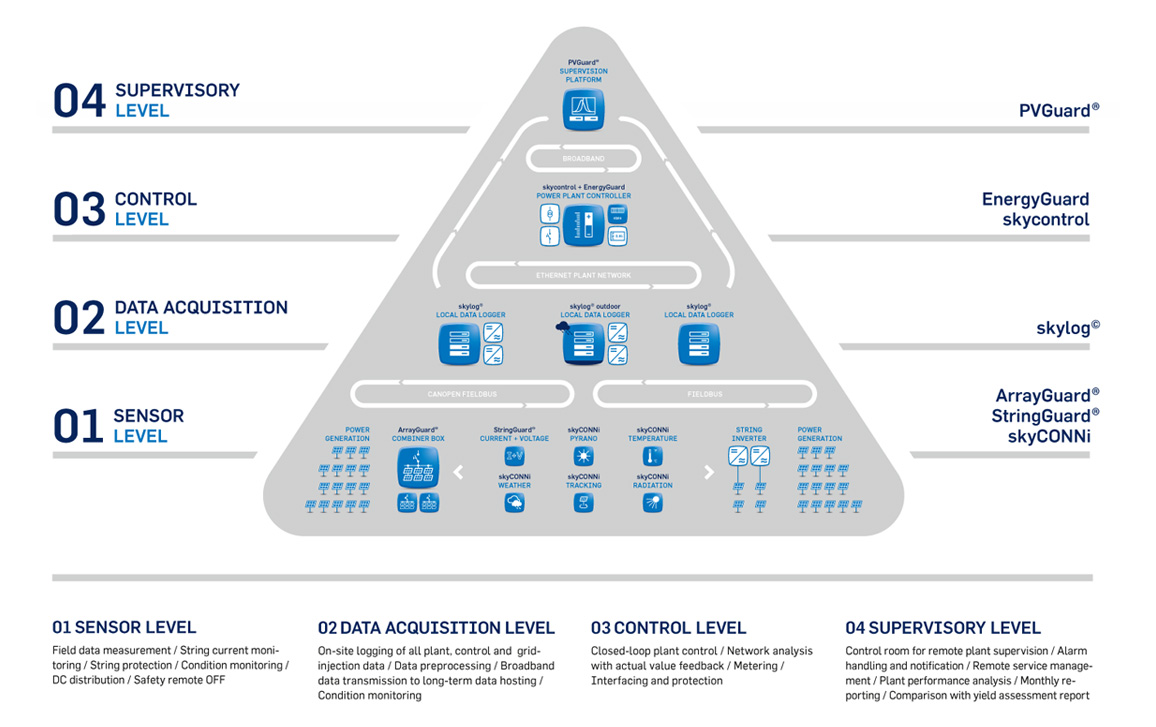 PVGuard®
SUPERVISION
PLATFORM
04 SUPERVISORY
LEVEL
PVGuard®
BROADBAND
skycontrol + EnergyGuard
POWER PLANT CONTROLLER
03 CONTROL
LEVEL
EnergyGuard
skycontrol
ETHERNET PLANT NETWORK
02 DATA ACQUISITION
LEVEL
skylog®
LOCAL DATA LOGGER
skylog® outdoor
LOCAL DATA LOGGER
skylog®
LOCAL DATA LOGGER
skylog©
CANOPEN FIELDBUS
FIELDBUS
01 SENSOR
LEVEL
ArrayGuard®
StringGuard®
skyCONNi
POWER
GENERATION
ArrayGuard®
COMBINER BOX
StringGuard®
CURRENT + VOLTAGE
I+V
skyCONNi
PYRANO
skyCONNi
TEMPERATURE
STRING
INVERTER
POWER
GENERATION
skyCONNi
WEATHER
skyCONNi
TRACKING
skyCONNi
RADIATION
01 SENSOR LEVEL
Field data measurement / String current moni-
toring / String protection / Condition monitoring /
DC distribution / Safety remote OFF
02 DATA ACQUISITION LEVEL
On-site logging of all plant, control and grid-
injection data / Data preprocessing / Broadband
data transmission to long-term data hosting /
Condition monitoring
03 CONTROL LEVEL
Closed-loop plant control / Network analysis
with actual value feedback / Metering /
Interfacing and protection
04 SUPERVISORY LEVEL
Control room for remote plant supervision / Alarm
handling and notification / Remote service manage-
ment / Plant performance analysis / Monthly re-
porting / Comparison with yield assessment report